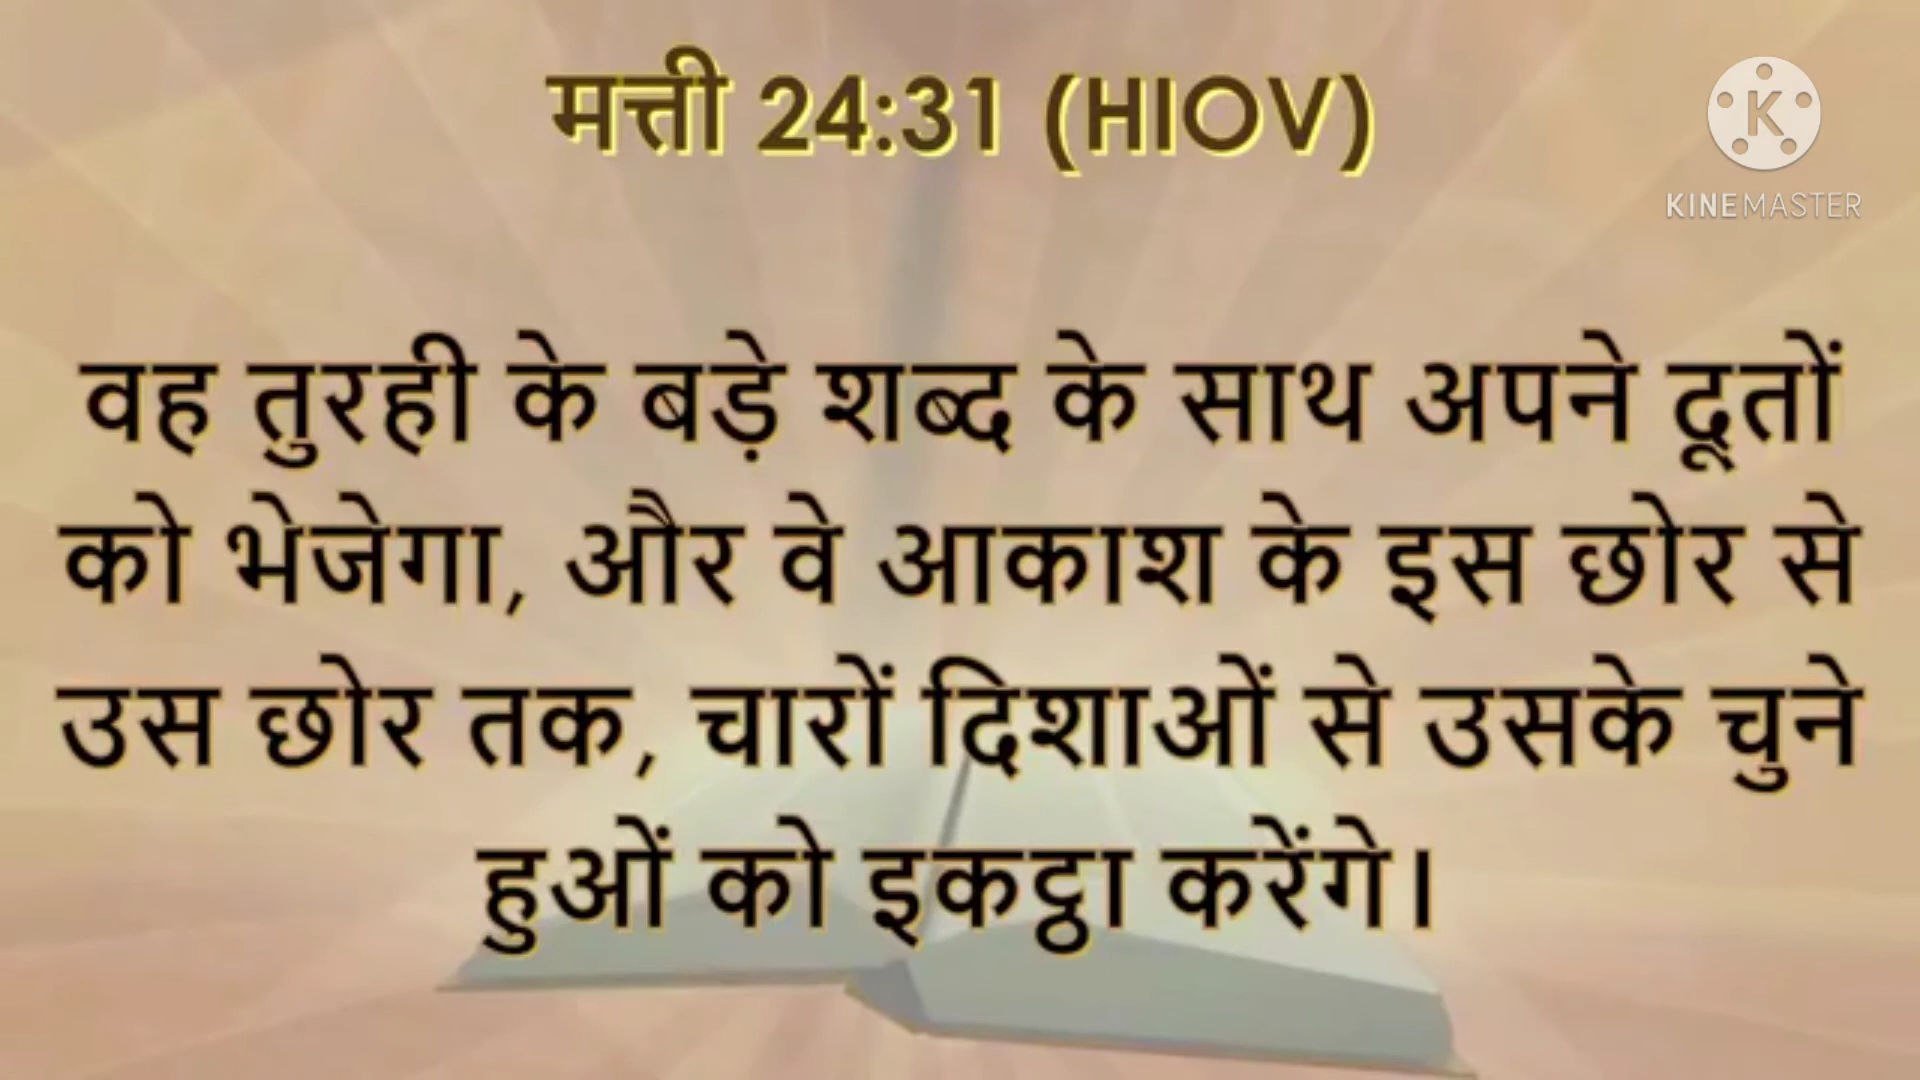 मत्ती 24:31 (HIOV)
K
KINEMASTER
वह तुरही के बड़े शब्द के साथ अपने दूतों
को भेजेगा, और वे आकाश के इस छोर से
उस छोर तक, चारों दिशाओं से उसके चुने
हुओं को इकट्ठा करेंगे।